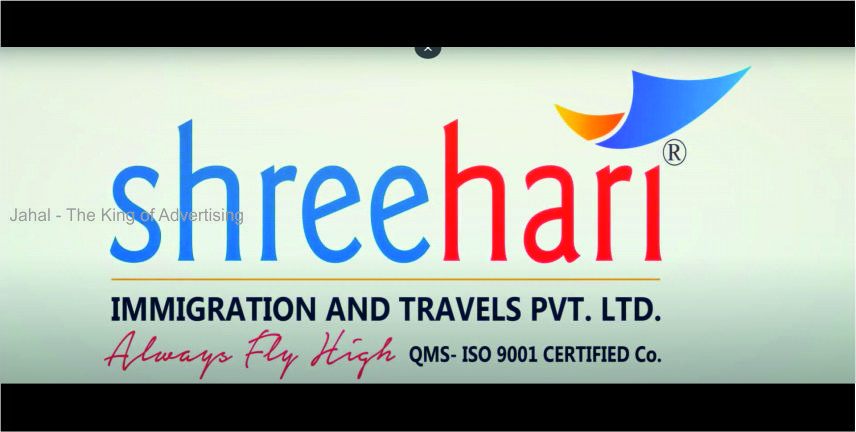 shreehari®
Jahal - The King of Advertising
IMMIGRATION AND TRAVELS PVT. LTD.
Always Fly High QMS- ISO 9001 CERTIFIED Co.